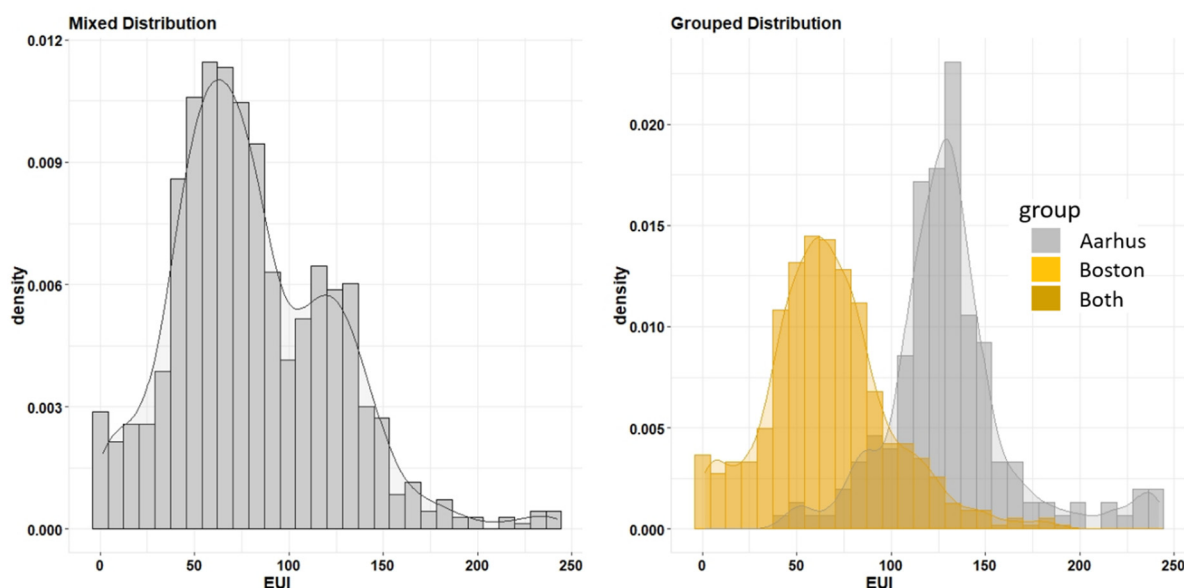 Mixed Distribution
0.012
0.009
0.006
0.003
0.000
density
0 50 100 150 200 250
EUI
Grouped Distribution
0.020
0.015
0.010
0.005
0.000
density
0 50 100 150 200 250
EUI
group
Aarhus
Boston
Both